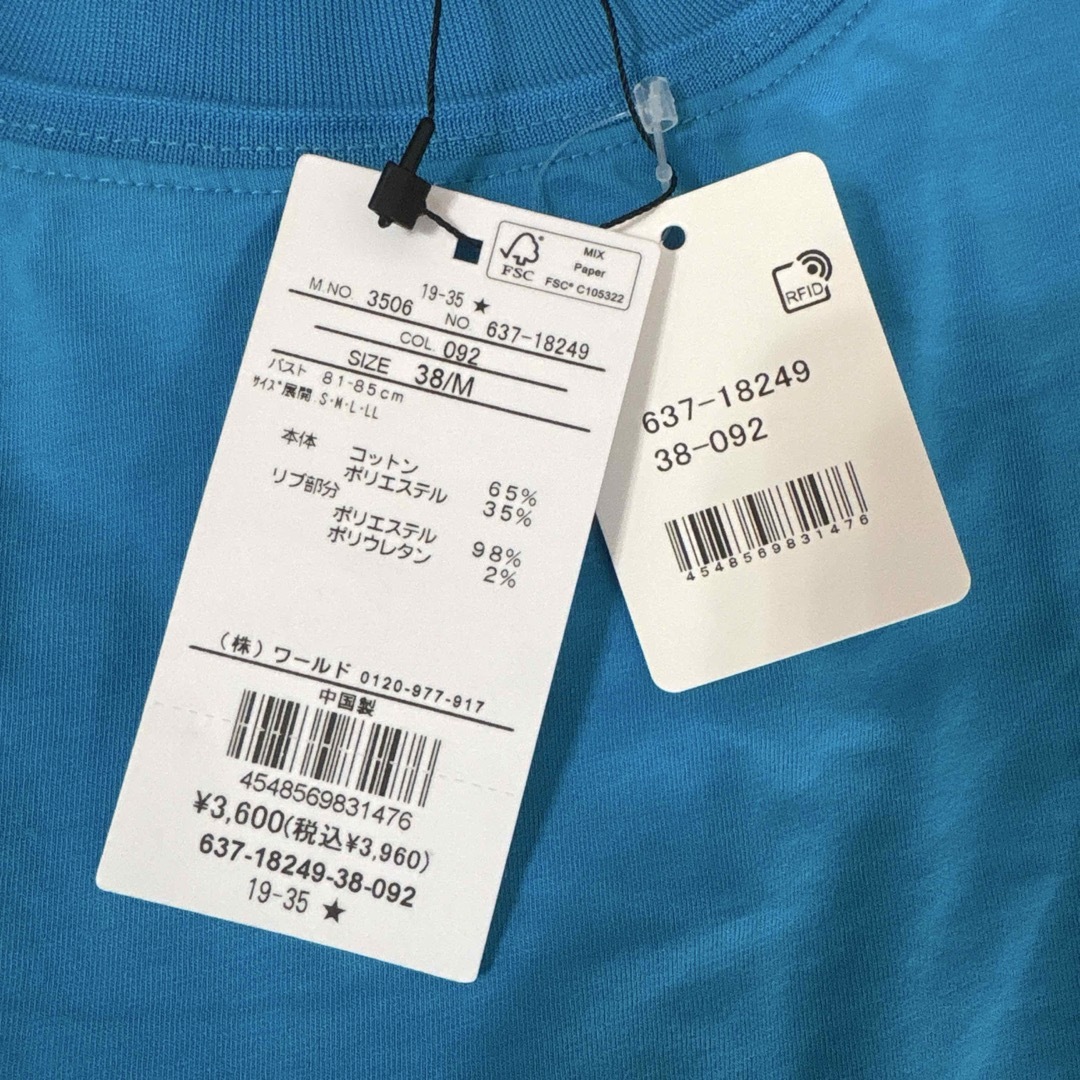 FSC
MIX
Paper
FSC® C105322
19-35 ★
M.NO. 3506 NO. 637-18249
COL. 092
SIZE 38/M
バスト 81-85cm
ｻｲｽﾞ展開 S・M・L・LL
本体 コットン 65%
ポリエステル 35%
リブ部分
ポリエステル 98%
ポリウレタン 2%
(株)ワールド 0120-977-917
中国製
4548569831476
¥3,600(税込¥3,960)
637-18249-38-092
19-35 ★
RFID
637-18249
38-092
4548569831476